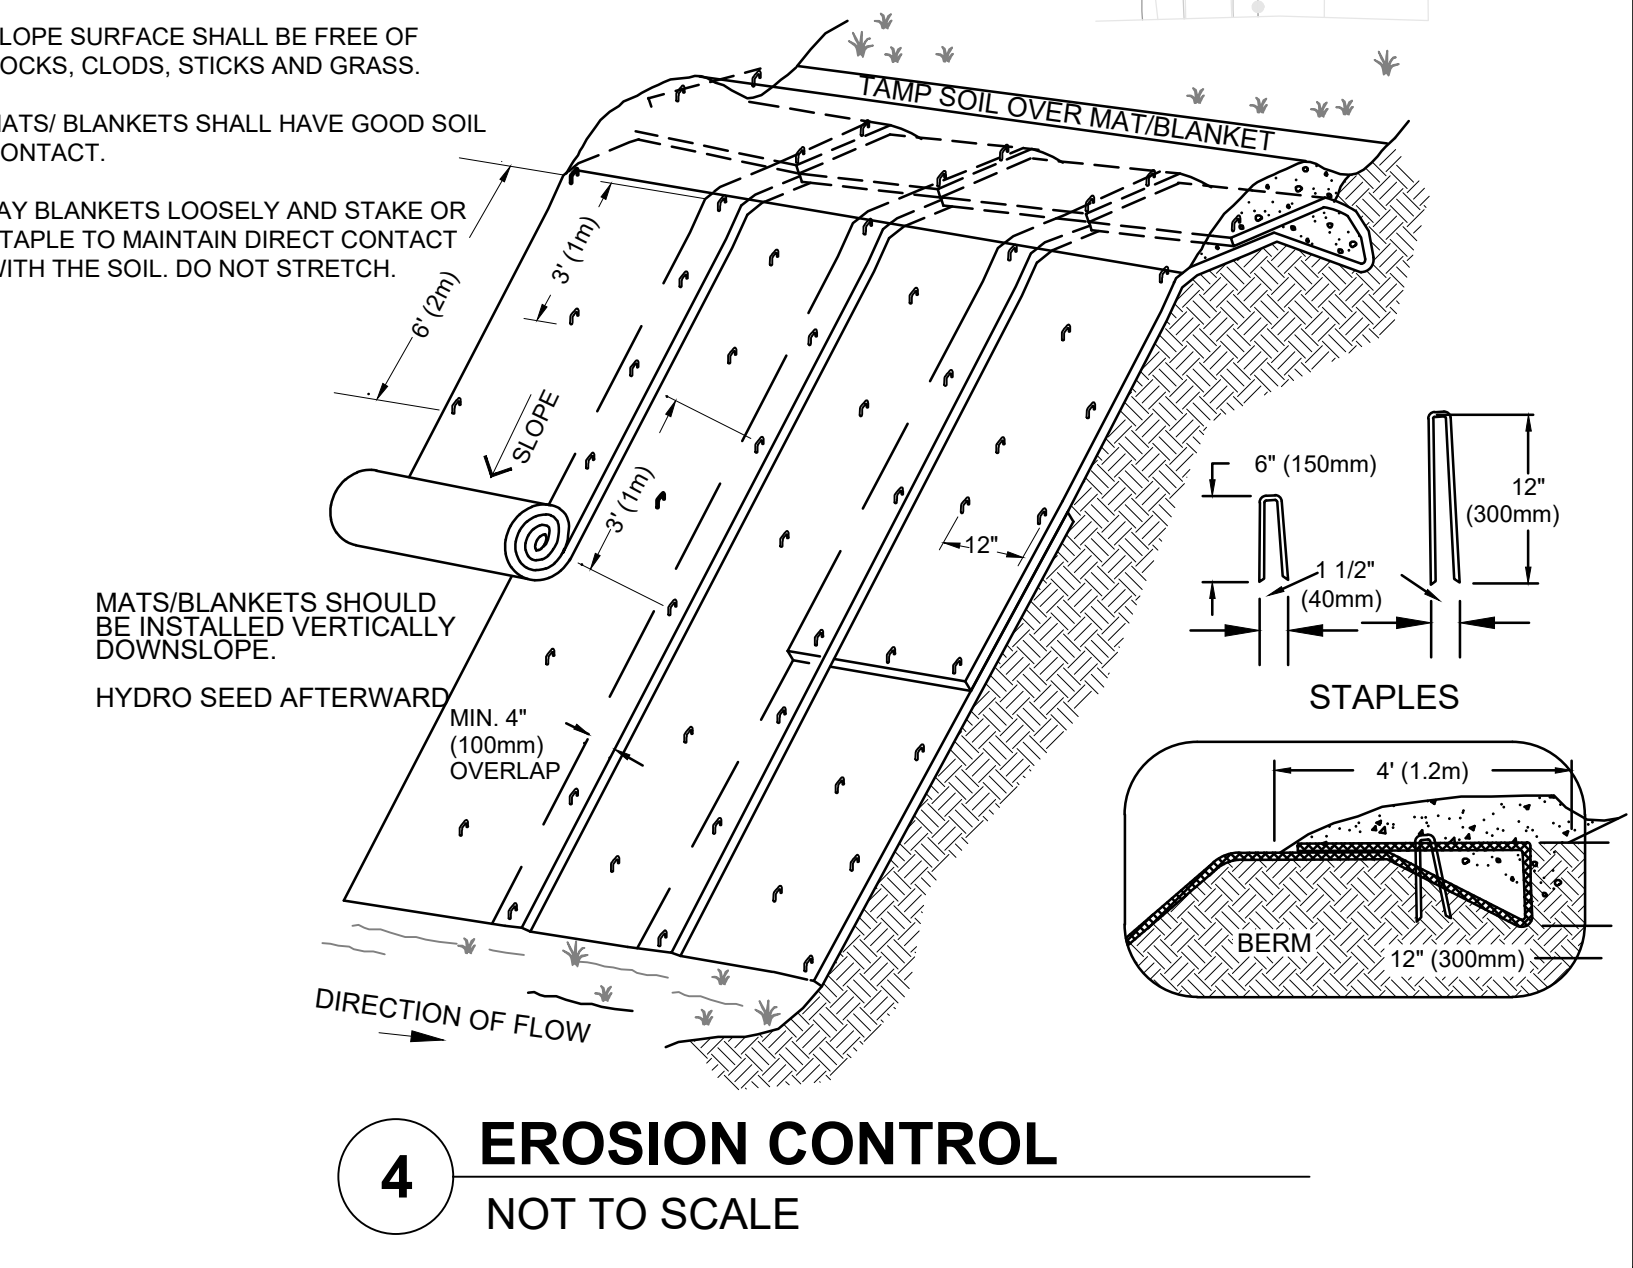 LOPE SURFACE SHALL BE FREE OF
OCKS, CLODS, STICKS AND GRASS.
MATS/ BLANKETS SHALL HAVE GOOD SOIL
ONTACT.
AY BLANKETS LOOSELY AND STAKE OR
TAPLE TO MAINTAIN DIRECT CONTACT
WITH THE SOIL. DO NOT STRETCH.
TAMP SOIL OVER MAT/BLANKET
6' (2m)
3' (1m)
SLOPE
3' (1m)
12"
MATS/BLANKETS SHOULD
BE INSTALLED VERTICALLY
DOWNSLOPE.
HYDRO SEED AFTERWARD
MIN. 4"
(100mm)
OVERLAP
DIRECTION OF FLOW
6" (150mm)
12"
(300mm)
1 1/2"
(40mm)
STAPLES
4' (1.2m)
BERM
12" (300mm)
4
EROSION CONTROL
NOT TO SCALE